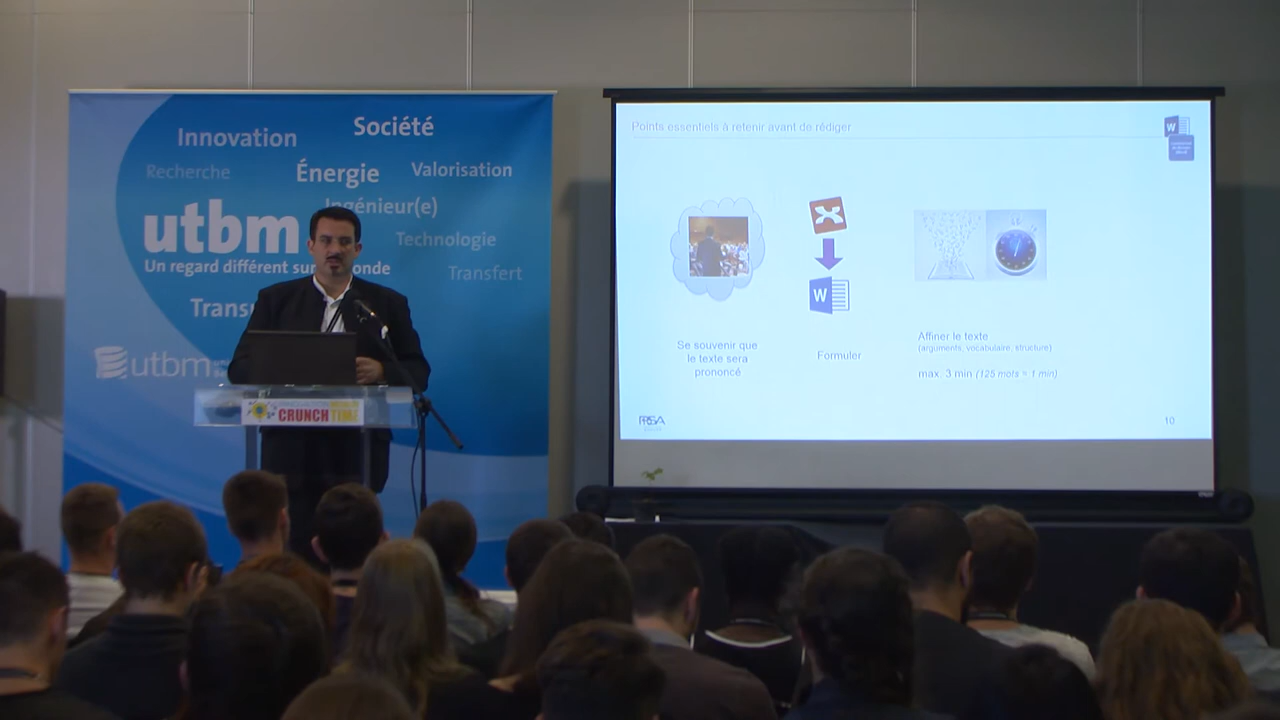 Innovation
Société
Recherche
Énergie
Valorisation
Ingénieur(e)
utbm
Technologie
Un regard différent sur
onde
Transfert
Trans
utbm
CRUNCH TIME
Points essentiels à retenir avant de rédiger
W
W
Se souvenir que
le texte sera
prononcé
Formuler
Affiner le texte
(arguments, vocabulaire, structure)
max. 3 min (125 mots = 1 min)
10